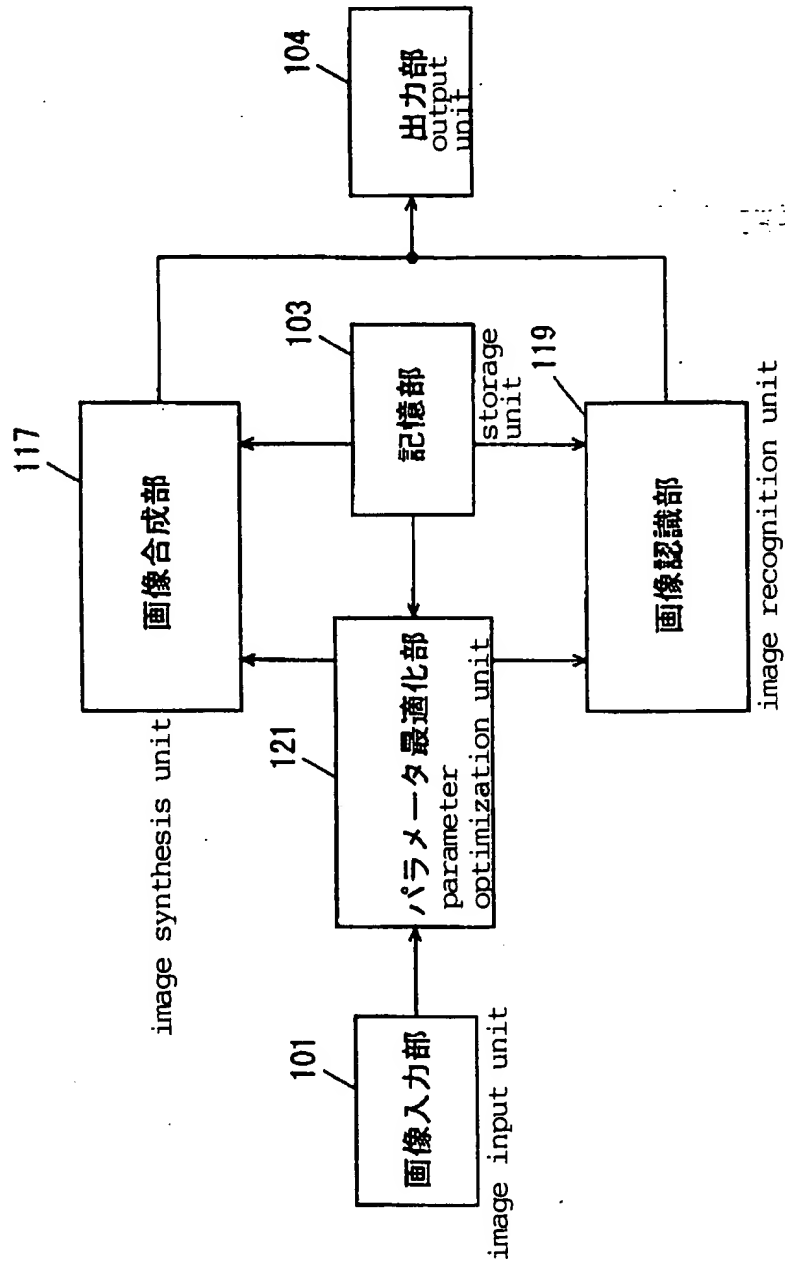 117
画像合成部
image synthesis unit
101
画像入力部
image input unit
121
パラメータ最適化部
parameter
optimization unit
103
記憶部
storage
unit
104
出力部
output
unit
119
画像認識部
image recognition unit